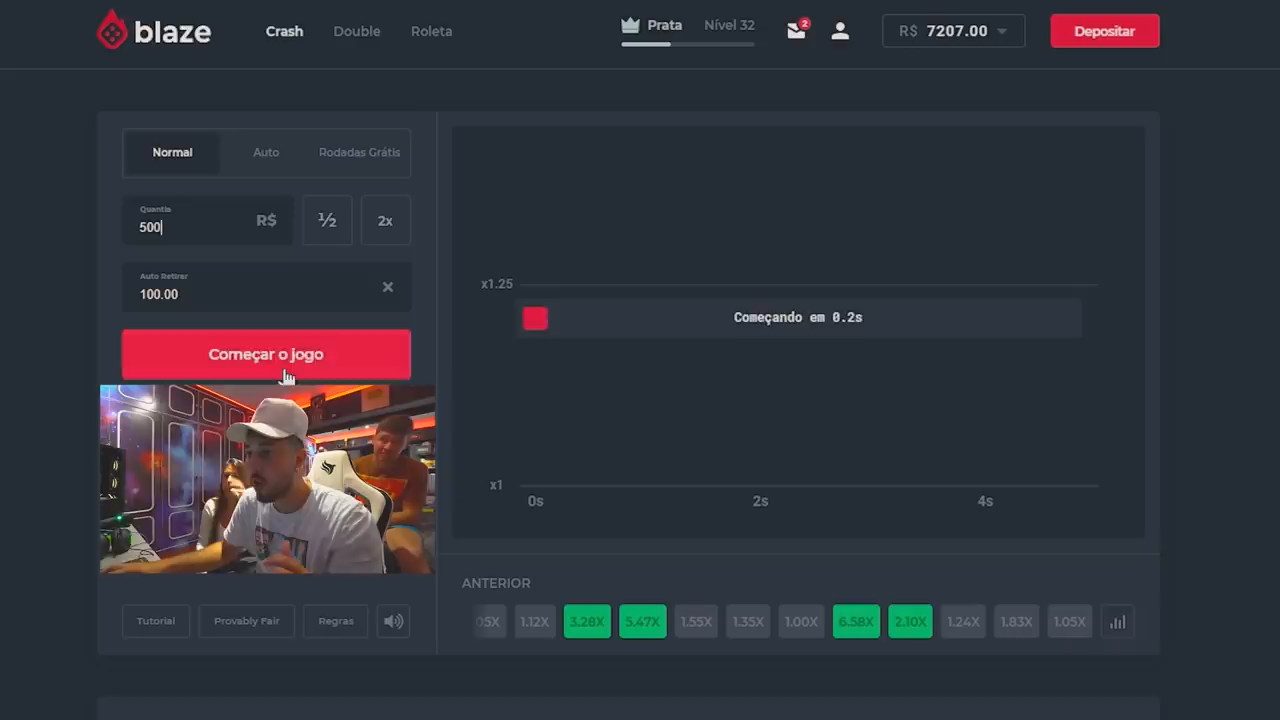 blaze
Crash
Double
Roleta
Prata
Nível 32
2
R$ 7207.00
Depositar
Normal
Auto
Rodadas Grátis
Quantia
500
R$
½
2x
Auto Retirar
100.00
Começar o jogo
x1.25
Começando em 0.2s
x1
0s
2s
4s
Tutorial
Provably Fair
Regras
ANTERIOR
05X
1.12X
3.28X
5.47X
1.55X
1.35X
1.00X
6.58X
2.10X
1.24X
1.83X
1.05X